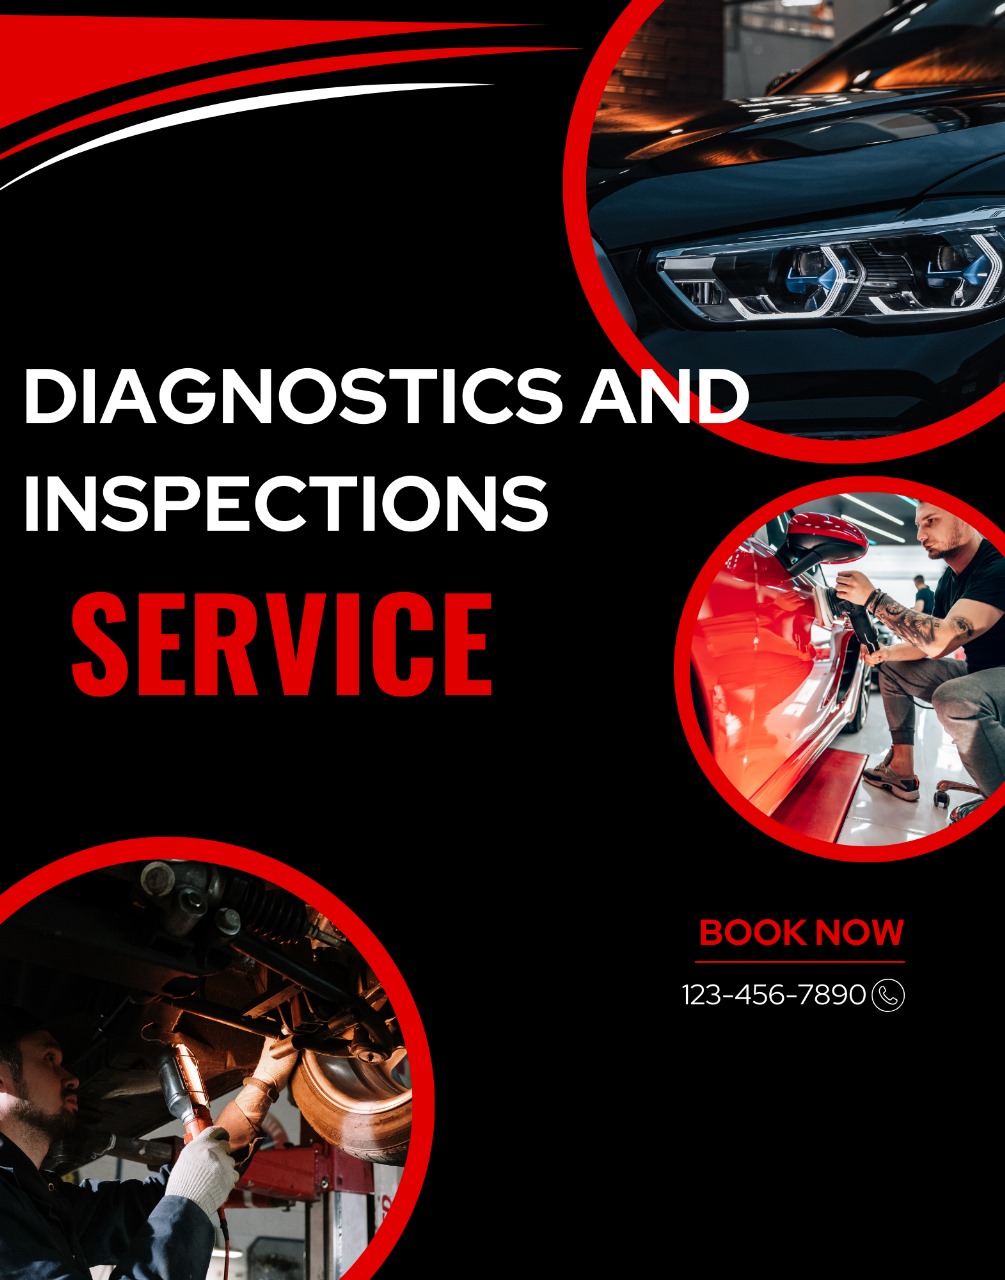 DIAGNOSTICS AND
INSPECTIONS
SERVICE
BOOK NOW
123-456-7890